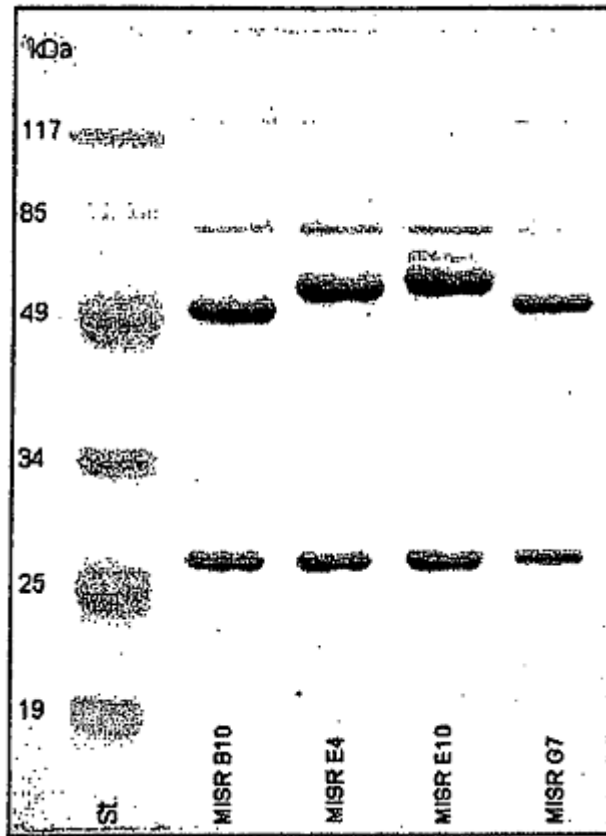 kDa
117
85
49
34
25
19
St.
MISR B10
MISR E4
MISR E10
MISR G7